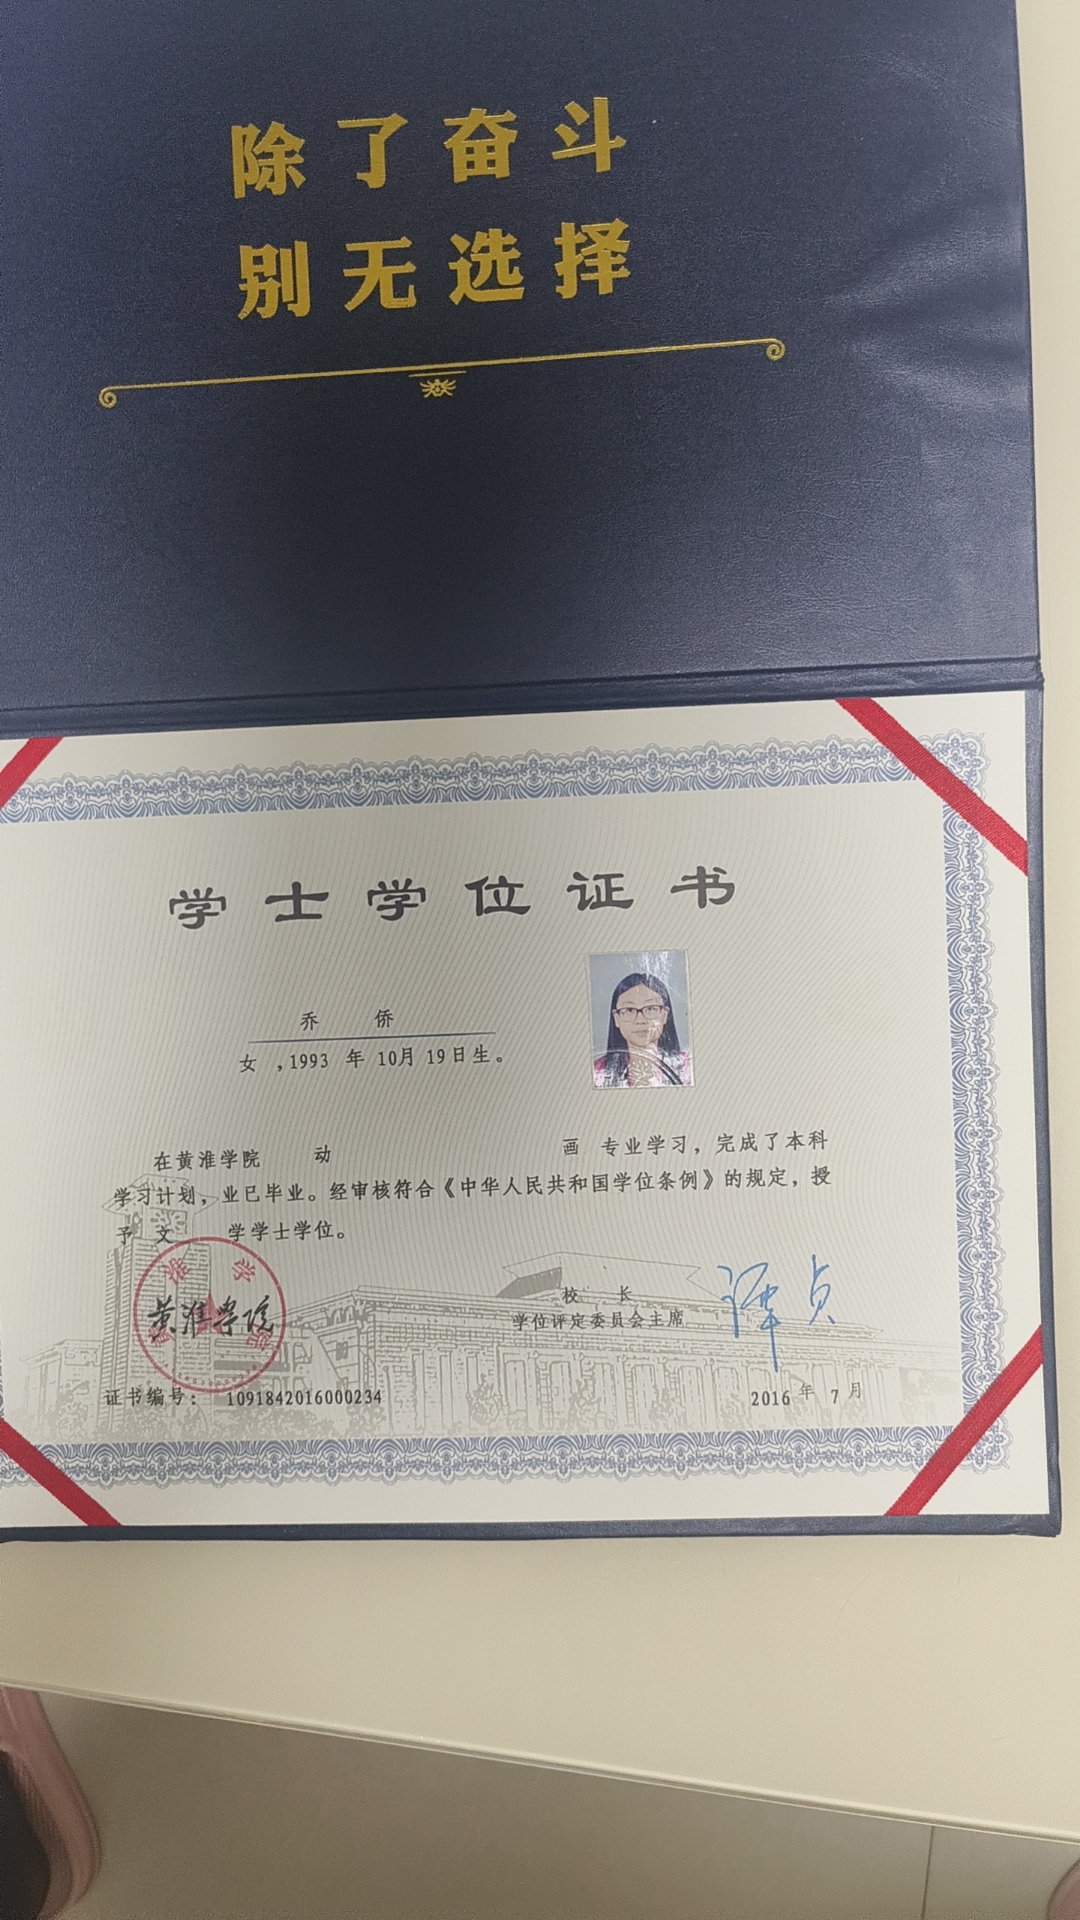 除了奋斗
别无选择
学士学位证书
乔 侨
女 ,1993 年 10月 19日生。
在黄淮学院 动 画 专业学习，完成了本科
学习计划，业已毕业。经审核符合《中华人民共和国学位条例》的规定，授
予 文 学学士学位。
黄淮学院
校 长
学位评定委员会主席
证书编号： 1091842016000234
2016 年 7 月